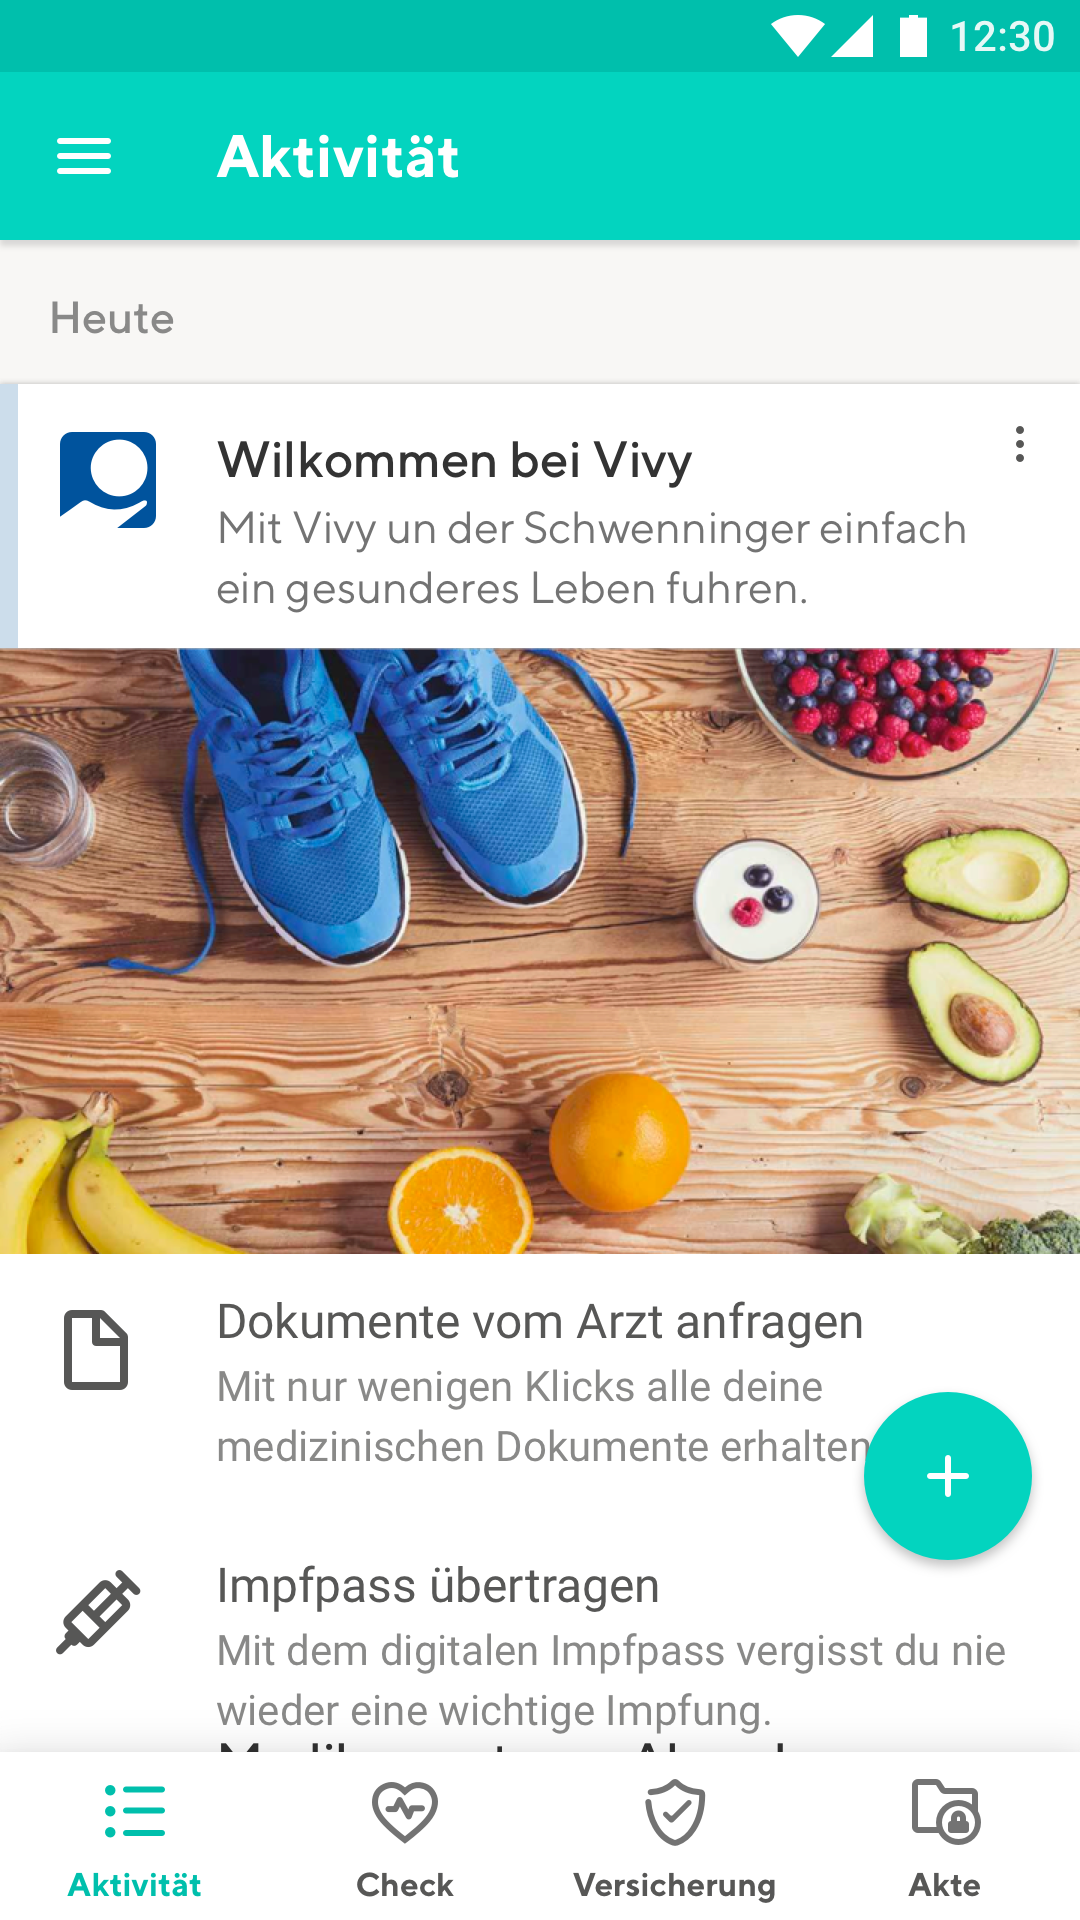 12:30
Aktivität
Heute
Wilkommen bei Vivy
Mit Vivy un der Schwenninger einfach
ein gesunderes Leben fuhren.
Dokumente vom Arzt anfragen
Mit nur wenigen Klicks alle deine
medizinischen Dokumente erhalten
Impfpass übertragen
Mit dem digitalen Impfpass vergisst du nie
wieder eine wichtige Impfung.
Aktivität
Check
Versicherung
Akte